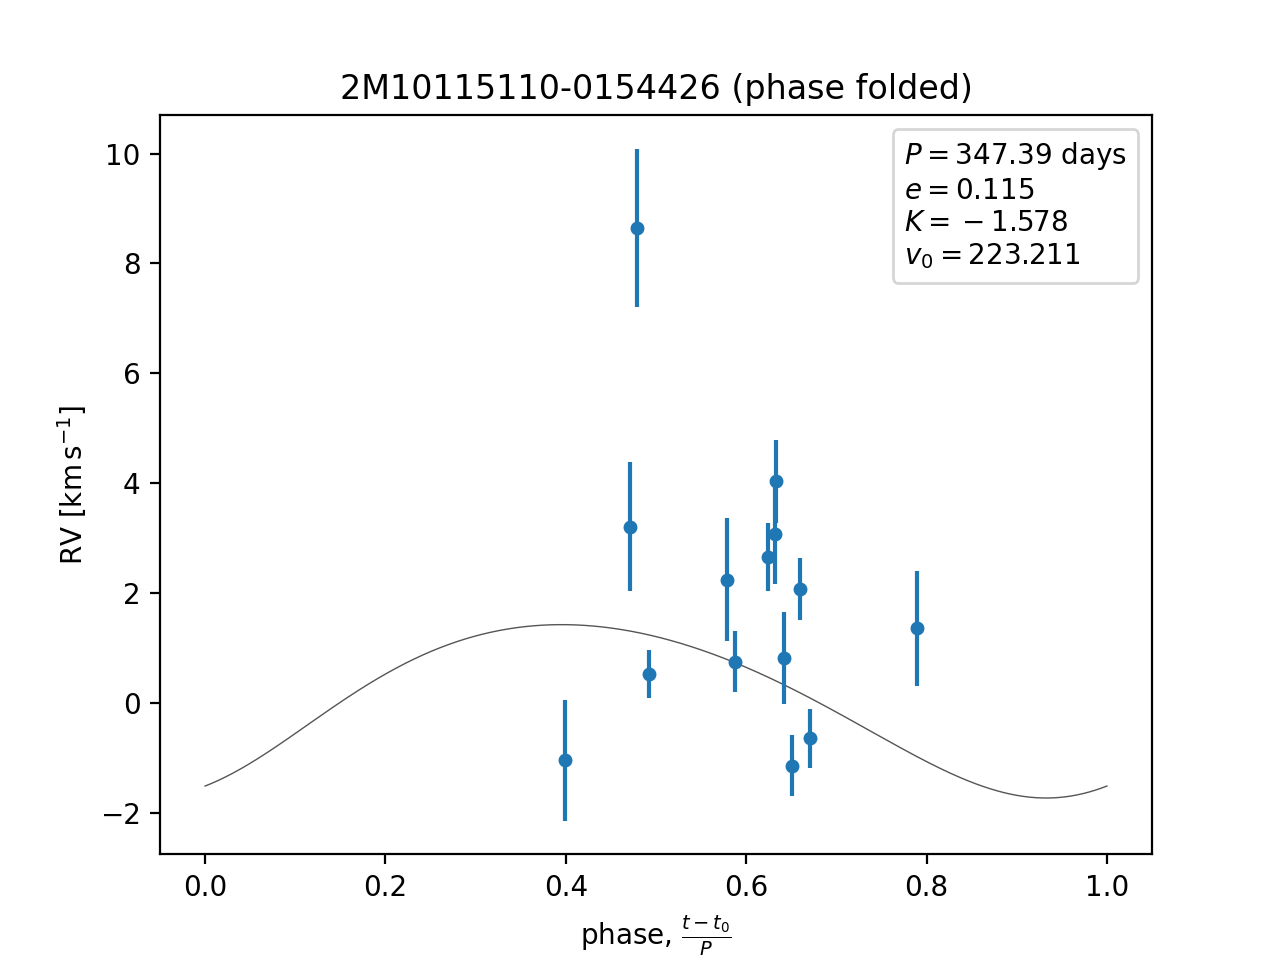 2M10115110-0154426 (phase folded)
P = 347.39 days
e = 0.115
K = −1.578
v₀ = 223.211
10
8
6
4
2
0
−2
RV [km s⁻¹]
0.0 0.2 0.4 0.6 0.8 1.0
phase, (t − t₀)/P